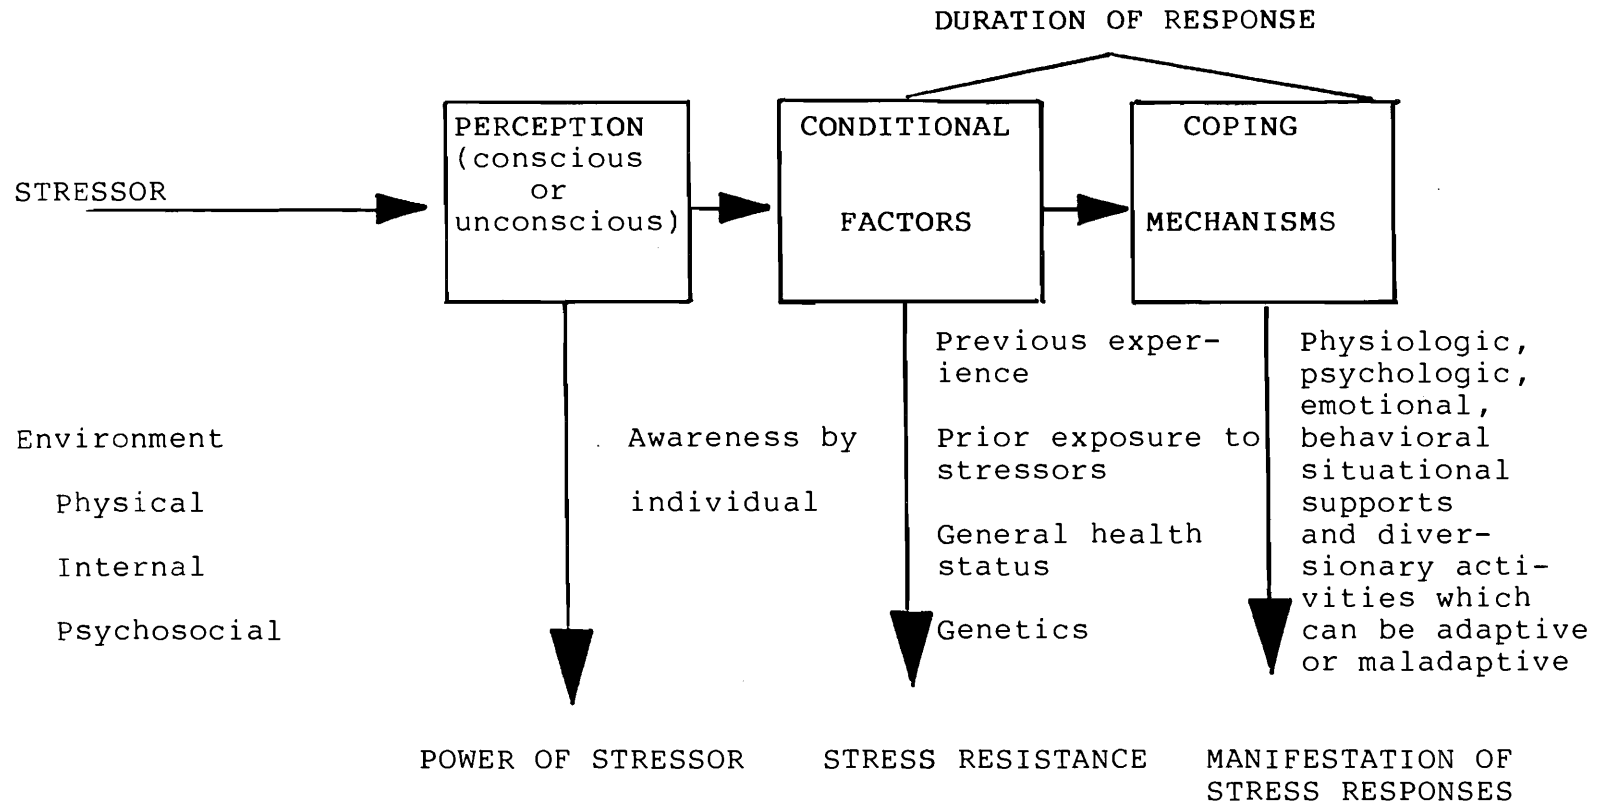 DURATION OF RESPONSE
STRESSOR
PERCEPTION
(conscious
or
unconscious)
CONDITIONAL
FACTORS
COPING
MECHANISMS
Environment
Physical
Internal
Psychosocial
Awareness by
individual
Previous exper-
ience
Prior exposure to
stressors
General health
status
Genetics
Physiologic,
psychologic,
emotional,
behavioral
situational
supports
and diver-
sionary acti-
vities which
can be adaptive
or maladaptive
POWER OF STRESSOR
STRESS RESISTANCE
MANIFESTATION OF
STRESS RESPONSES